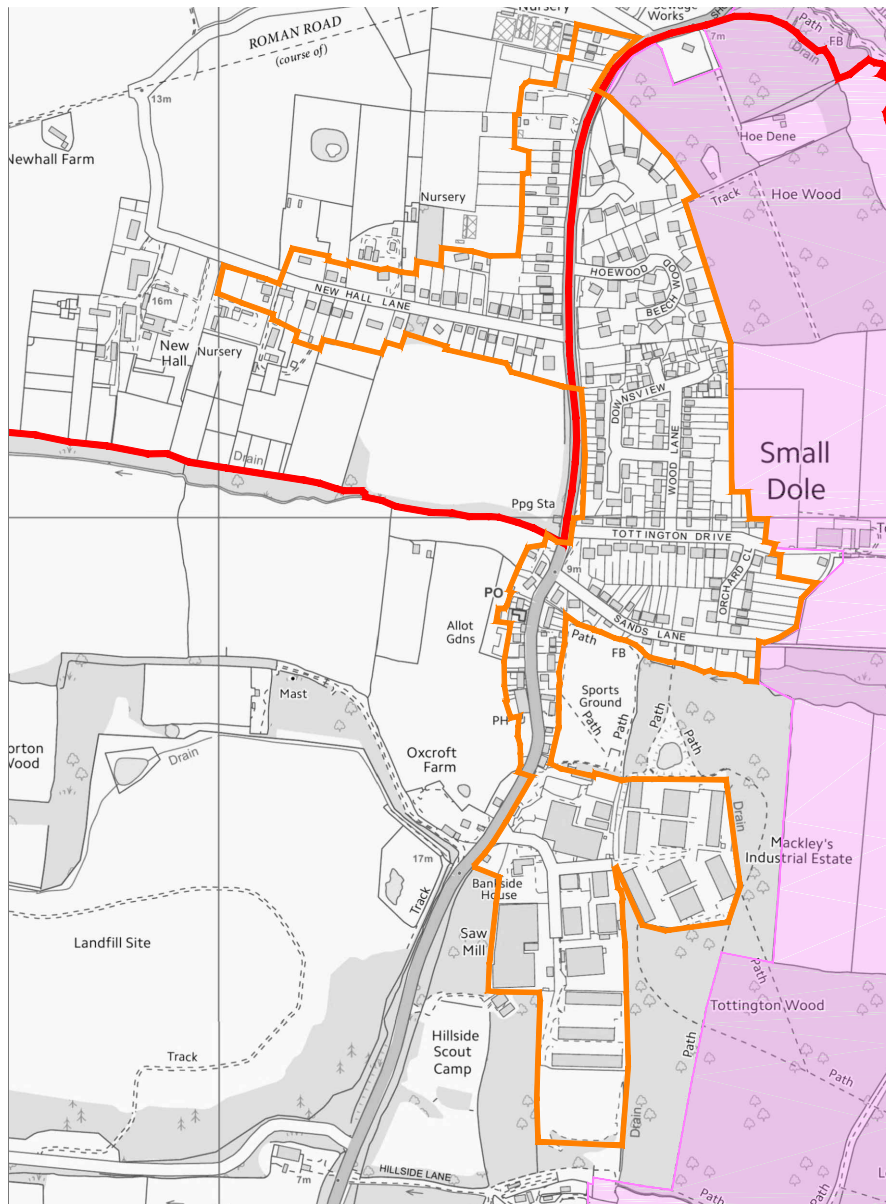 Nursery
Works
Path
FB
7m
Drain
ROMAN ROAD
(course of)
13m
Newhall Farm
Hoe Dene
Track
Hoe Wood
Nursery
HOEWOOD
BEECH WOOD
NEW HALL LANE
16m
New
Hall
Nursery
DOWNSVIEW
WOOD LANE
Small
Dole
Drain
Ppg Sta
TOTTINGTON DRIVE
ORCHARD CL
9m
PO
Allot
Gdns
SANDS LANE
Path
FB
Mast
Sports
Ground
Path
Path
Path
Path
PH
Oxcroft
Farm
Drain
Drain
Mackley's
Industrial Estate
17m
Track
Bankside
House
Saw
Mill
Landfill Site
Path
Tottington Wood
Hillside
Scout
Camp
Path
Path
Track
Drain
HILLSIDE LANE
7m
Path